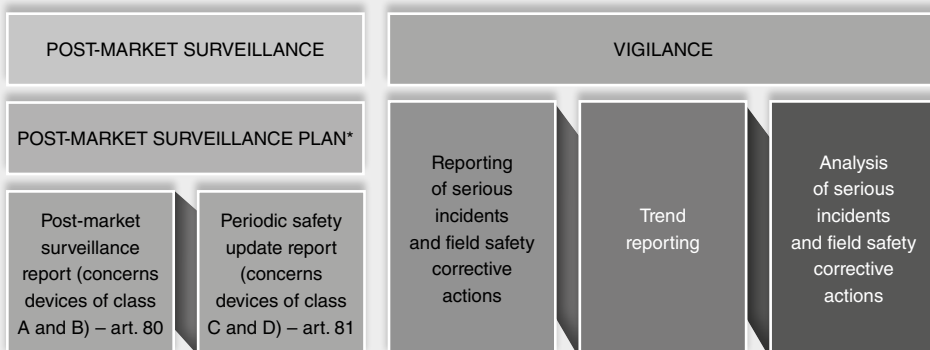 POST-MARKET SURVEILLANCE
VIGILANCE
POST-MARKET SURVEILLANCE PLAN*
Post-market
surveillance
report (concerns
devices of class
A and B) – art. 80
Periodic safety
update report
(concerns
devices of class
C and D) – art. 81
Reporting
of serious
incidents
and field safety
corrective
actions
Trend
reporting
Analysis
of serious
incidents
and field safety
corrective
actions